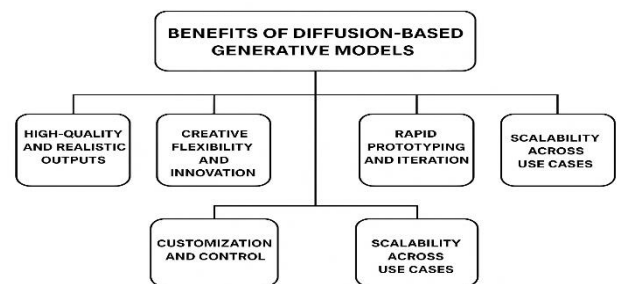 BENEFITS OF DIFFUSION-BASED
GENERATIVE MODELS
HIGH-QUALITY
AND REALISTIC
OUTPUTS
CREATIVE
FLEXIBILITY
AND
INNOVATION
RAPID
PROTOTYPING
AND ITERATION
SCALABILITY
ACROSS
USE CASES
CUSTOMIZATION
AND CONTROL
SCALABILITY
ACROSS
USE CASES